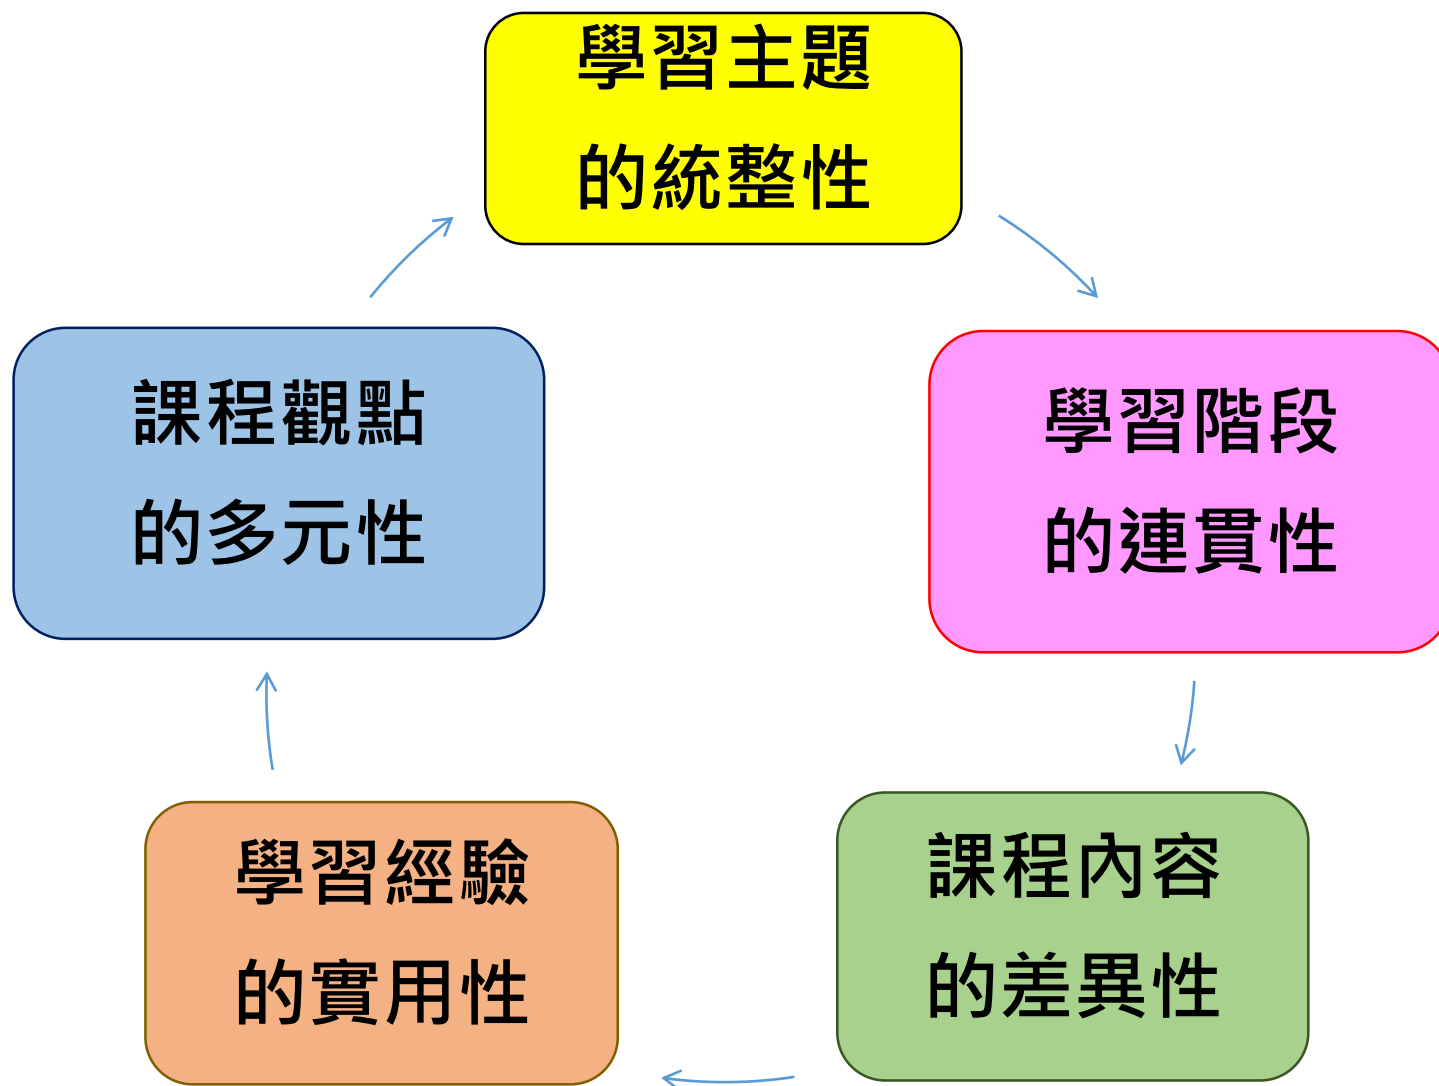 學習主題
的統整性
學習階段
的連貫性
課程內容
的差異性
學習經驗
的實用性
課程觀點
的多元性